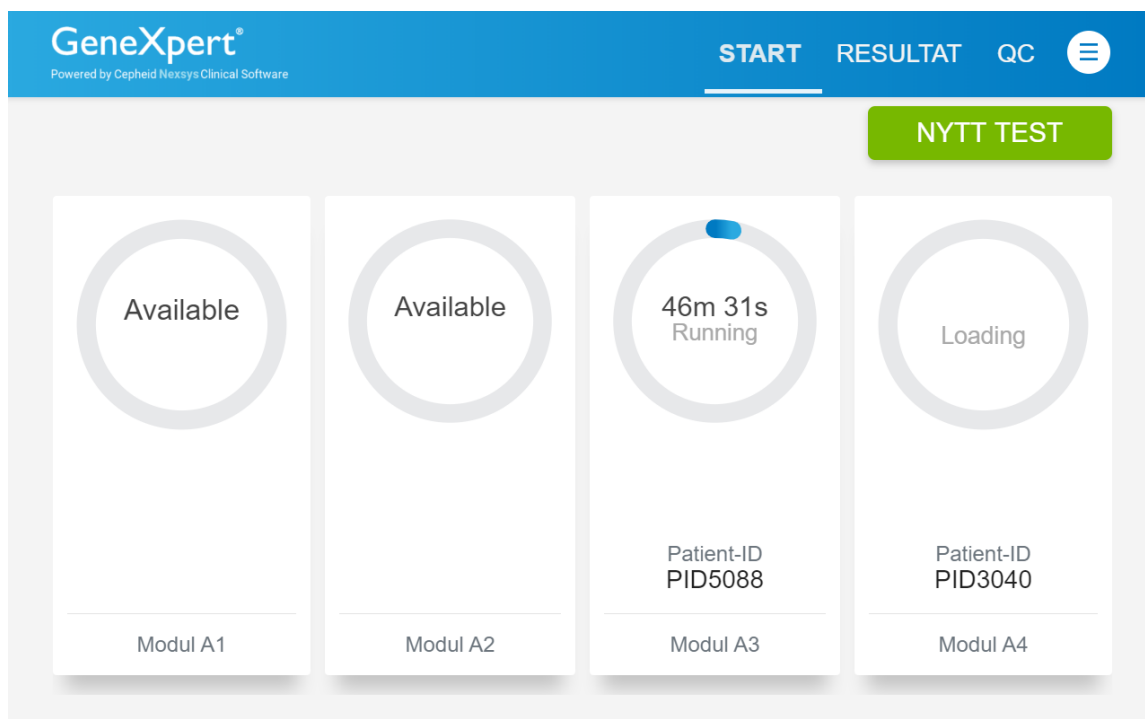 GeneXpert®
Powered by Cepheid Nexsys Clinical Software
START RESULTAT QC
NYTT TEST
Available
Modul A1
Available
Modul A2
46m 31s
Running
Patient-ID
PID5088
Modul A3
Loading
Patient-ID
PID3040
Modul A4